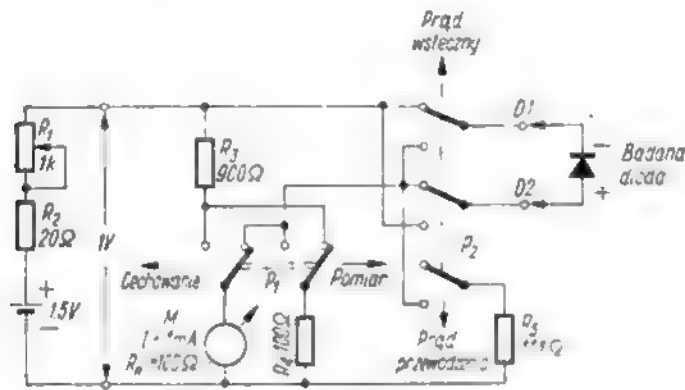 Prąd
wsteczny
R₁
1k
R₂
20Ω
1V
+
1,5V
−
R₃
900Ω
D1
D2
−
Badana
dioda
+
Cechowanie
P₁
Pomiar
P₂
M
R₄ 100Ω
Prąd
przewodzenia
R₅